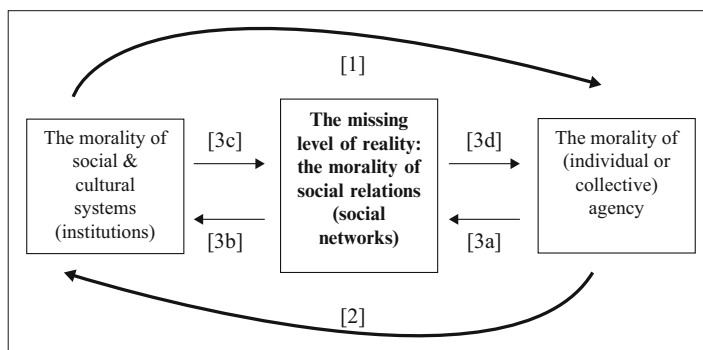 [1]
The morality of
social &
cultural
systems
(institutions)
[3c]
[3b]
The missing
level of reality:
the morality of
social relations
(social
networks)
[3d]
[3a]
The morality of
(individual or
collective)
agency
[2]